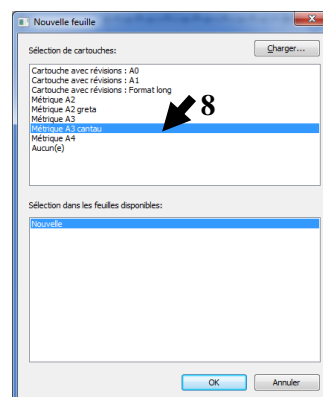 Nouvelle feuille
Sélection de cartouches:
Charger...
Cartouche avec révisions : A0
Cartouche avec révisions : A1
Cartouche avec révisions : Format long
Métrique A2
Métrique A2 greta
Métrique A3
Métrique A3 cantau
Métrique A4
Aucun(e)
8
Sélection dans les feuilles disponibles:
Nouvelle
OK
Annuler